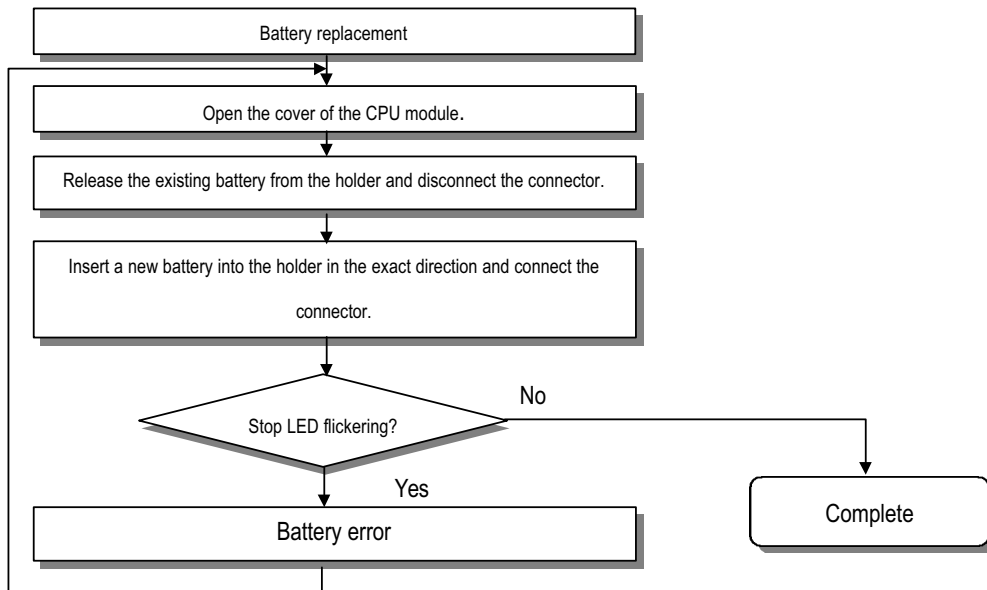 Battery replacement
Open the cover of the CPU module.
Release the existing battery from the holder and disconnect the connector.
Insert a new battery into the holder in the exact direction and connect the
connector.
No
Stop LED flickering?
Yes
Complete
Battery error